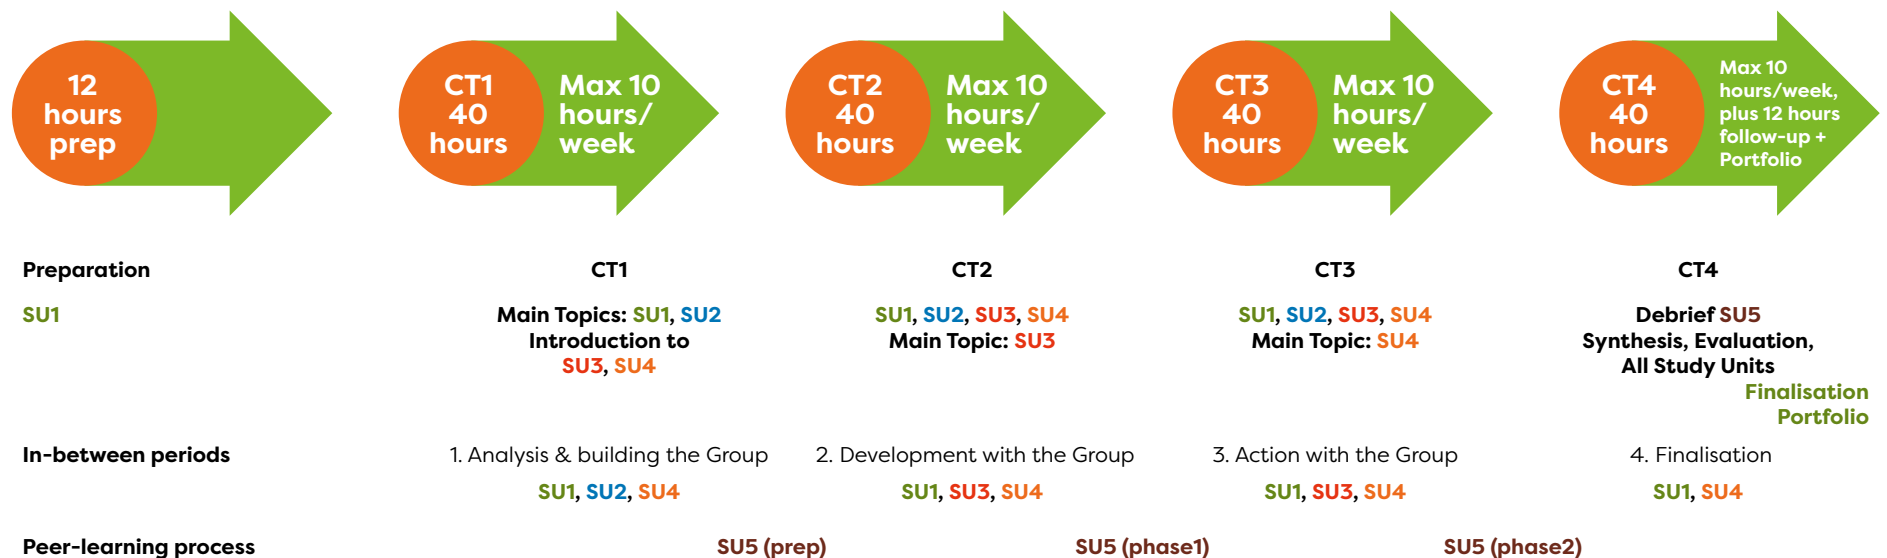 12
hours
prep
CT1
40
hours
Max 10
hours/
week
CT2
40
hours
Max 10
hours/
week
CT3
40
hours
Max 10
hours/
week
CT4
40
hours
Max 10
hours/week,
plus 12 hours
follow-up +
Portfolio
Preparation
CT1
CT2
CT3
CT4
SU1
Main Topics: SU1, SU2
Introduction to
SU3, SU4
SU1, SU2, SU3, SU4
Main Topic: SU3
SU1, SU2, SU3, SU4
Main Topic: SU4
Debrief SU5
Synthesis, Evaluation,
All Study Units
Finalisation
Portfolio
In-between periods
1. Analysis & building the Group
2. Development with the Group
3. Action with the Group
4. Finalisation
SU1, SU2, SU4
SU1, SU3, SU4
SU1, SU3, SU4
SU1, SU4
Peer-learning process
SU5 (prep)
SU5 (phase1)
SU5 (phase2)